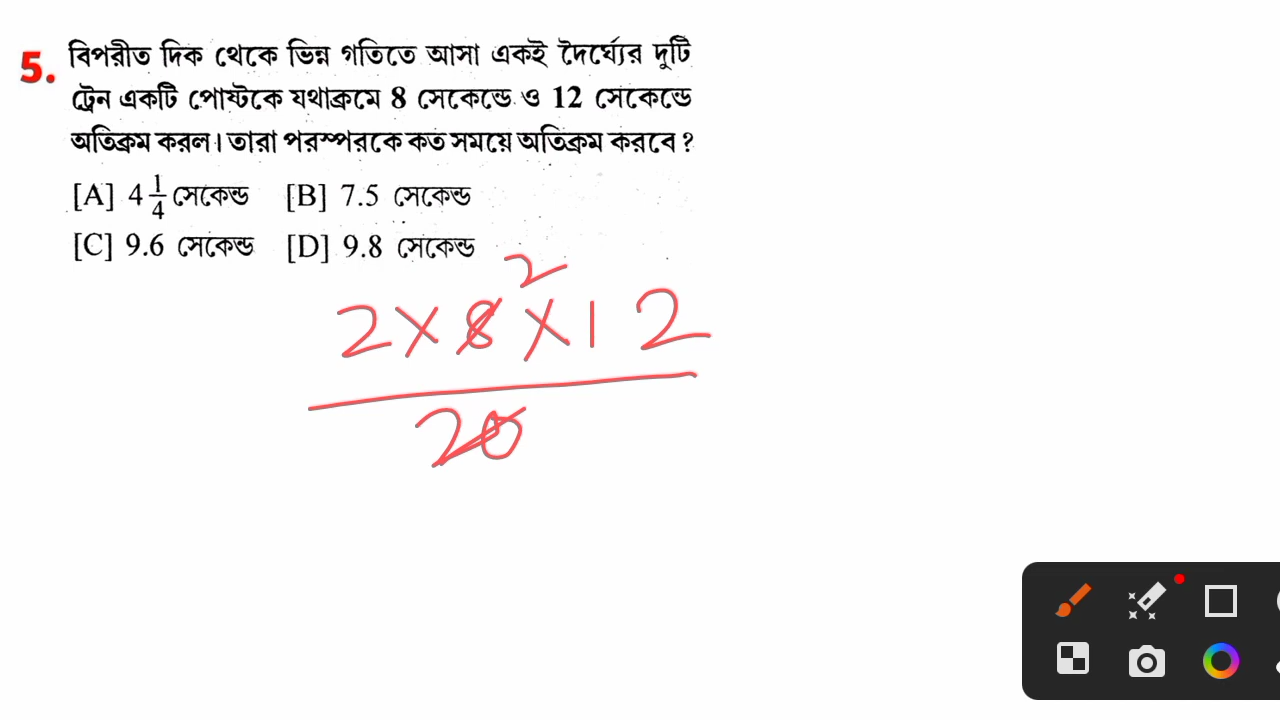 5. বিপরীত দিক থেকে ভিন্ন গতিতে আসা একই দৈর্ঘ্যের দুটি
ট্রেন একটি পোষ্টকে যথাক্রমে 8 সেকেন্ডে ও 12 সেকেন্ডে
অতিক্রম করল। তারা পরস্পরকে কত সময়ে অতিক্রম করবে ?
[A] 4 1/4 সেকেন্ড [B] 7.5 সেকেন্ড
[C] 9.6 সেকেন্ড [D] 9.8 সেকেন্ড
2
2 × 8 × 12
20